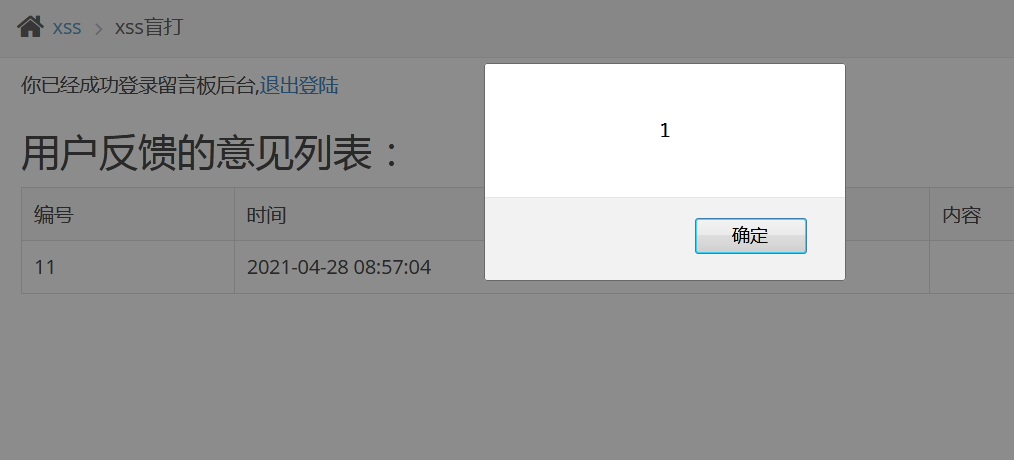 xss > xss盲打
你已经成功登录留言板后台,退出登陆
用户反馈的意见列表：
编号 时间 内容
11 2021-04-28 08:57:04
1
确定